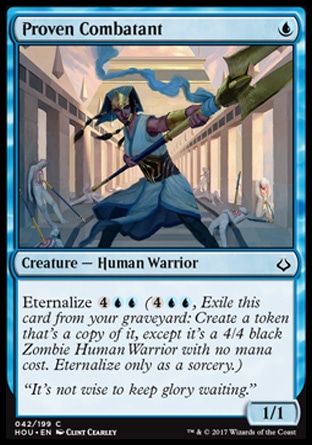 Proven Combatant
Creature — Human Warrior
Eternalize 4 (4, Exile this
card from your graveyard: Create a token
that's a copy of it, except it's a 4/4 black
Zombie Human Warrior with no mana
cost. Eternalize only as a sorcery.)
"It's not wise to keep glory waiting."
1/1
042/199 C
HOU • EN Clint Cearley
™ & © 2017 Wizards of the Coast